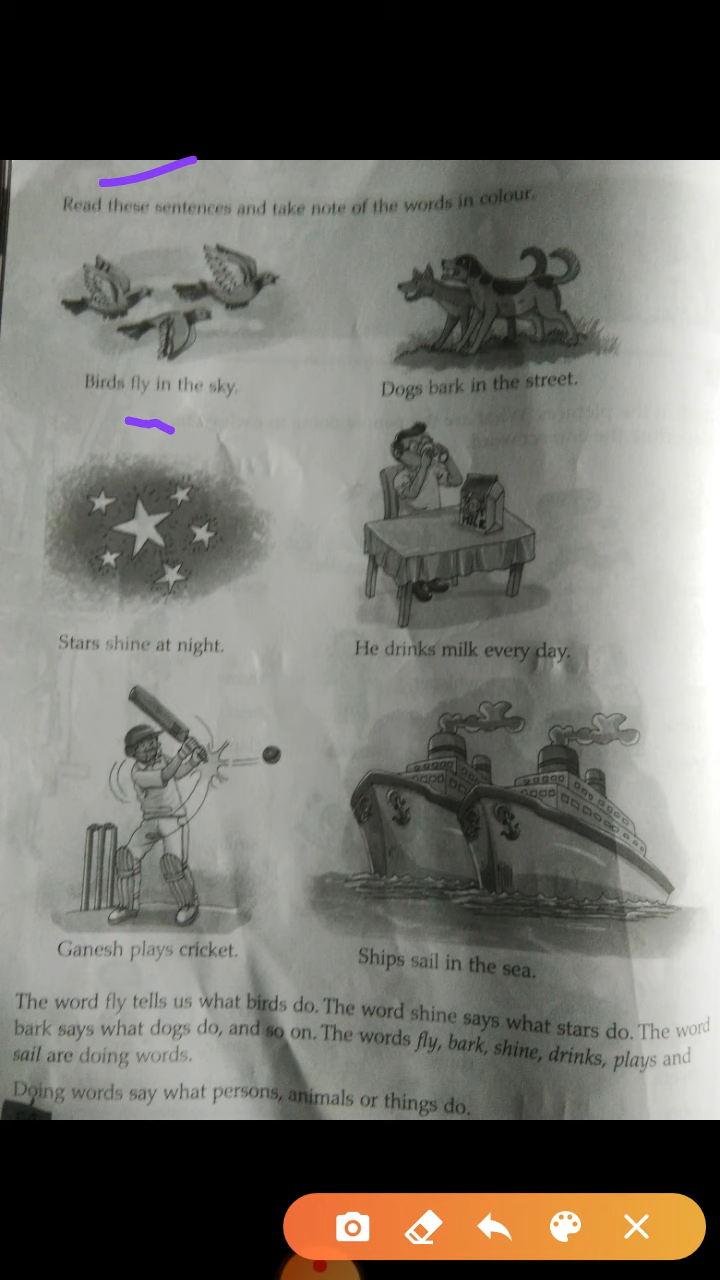 Read these sentences and take note of the words in colour.
Birds fly in the sky.
Dogs bark in the street.
MILK
Stars shine at night.
He drinks milk every day.
Ganesh plays cricket.
Ships sail in the sea.
The word fly tells us what birds do. The word shine says what stars do. The word
bark says what dogs do, and so on. The words fly, bark, shine, drinks, plays and
sail are doing words.
Doing words say what persons, animals or things do.